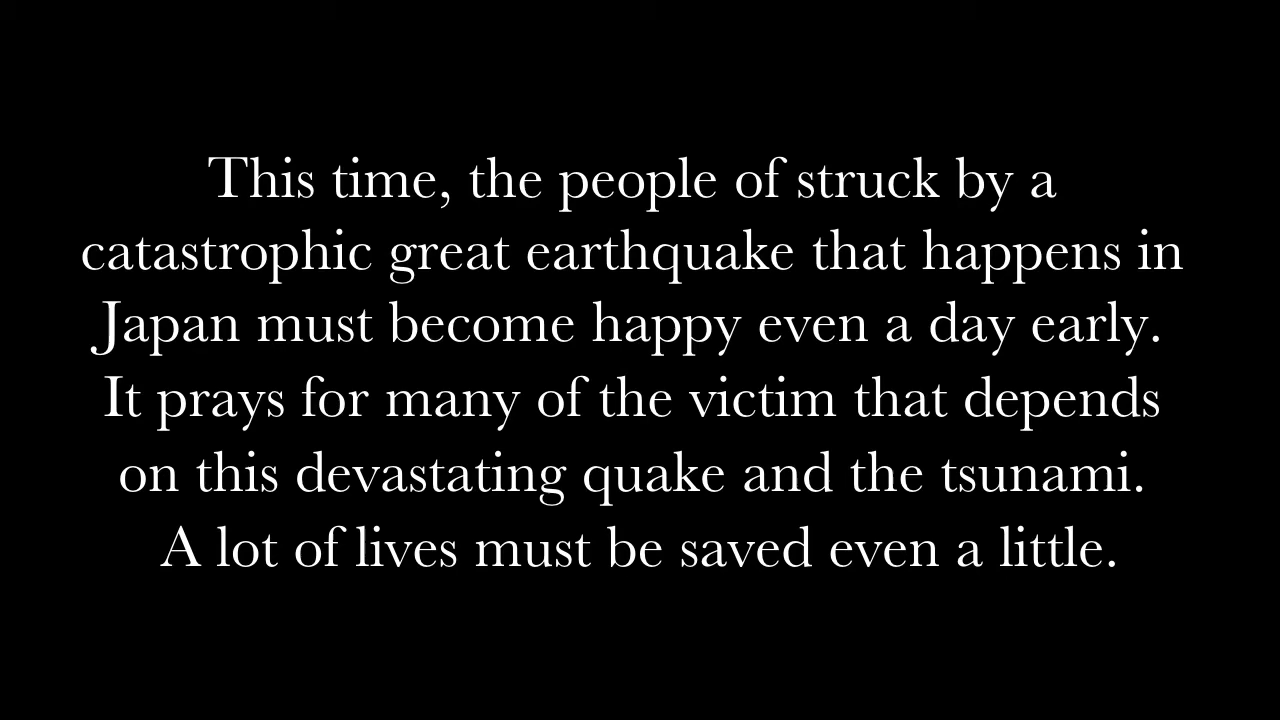 This time, the people of struck by a
catastrophic great earthquake that happens in
Japan must become happy even a day early.
It prays for many of the victim that depends
on this devastating quake and the tsunami.
A lot of lives must be saved even a little.